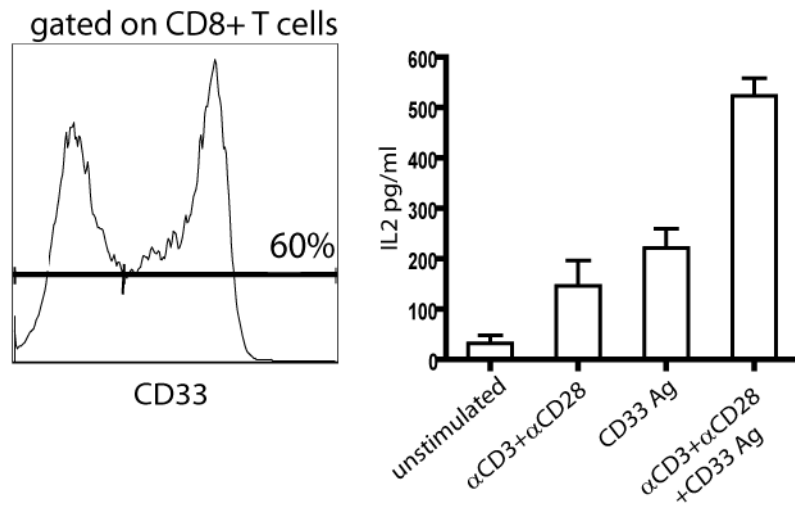 gated on CD8+ T cells
60%
CD33
IL2 pg/ml
600
500
400
300
200
100
0
unstimulated
αCD3+αCD28
CD33 Ag
αCD3+αCD28
+CD33 Ag